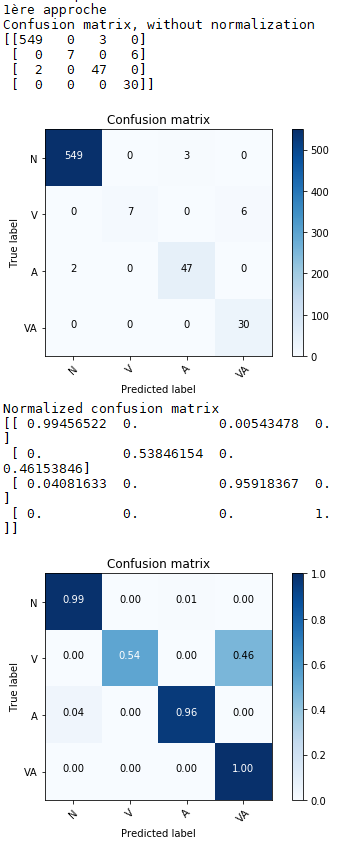 1ère approche
Confusion matrix, without normalization
[[549   0   3   0]
 [  0   7   0   6]
 [  2   0  47   0]
 [  0   0   0  30]]
Confusion matrix
N 549 0 3 0 500
V 0 7 0 6 400
300
True label
A 2 0 47 0 200
100
VA 0 0 0 30 0
N V A VA
Predicted label
Normalized confusion matrix
[[ 0.99456522  0.          0.00543478  0.
]
 [ 0.          0.53846154  0.
0.46153846]
 [ 0.04081633  0.          0.95918367  0.
]
 [ 0.          0.          0.          1.
]]
Confusion matrix
1.0
N 0.99 0.00 0.01 0.00
0.8
V 0.00 0.54 0.00 0.46
0.6
True label
0.4
A 0.04 0.00 0.96 0.00
0.2
VA 0.00 0.00 0.00 1.00
0.0
N V A VA
Predicted label